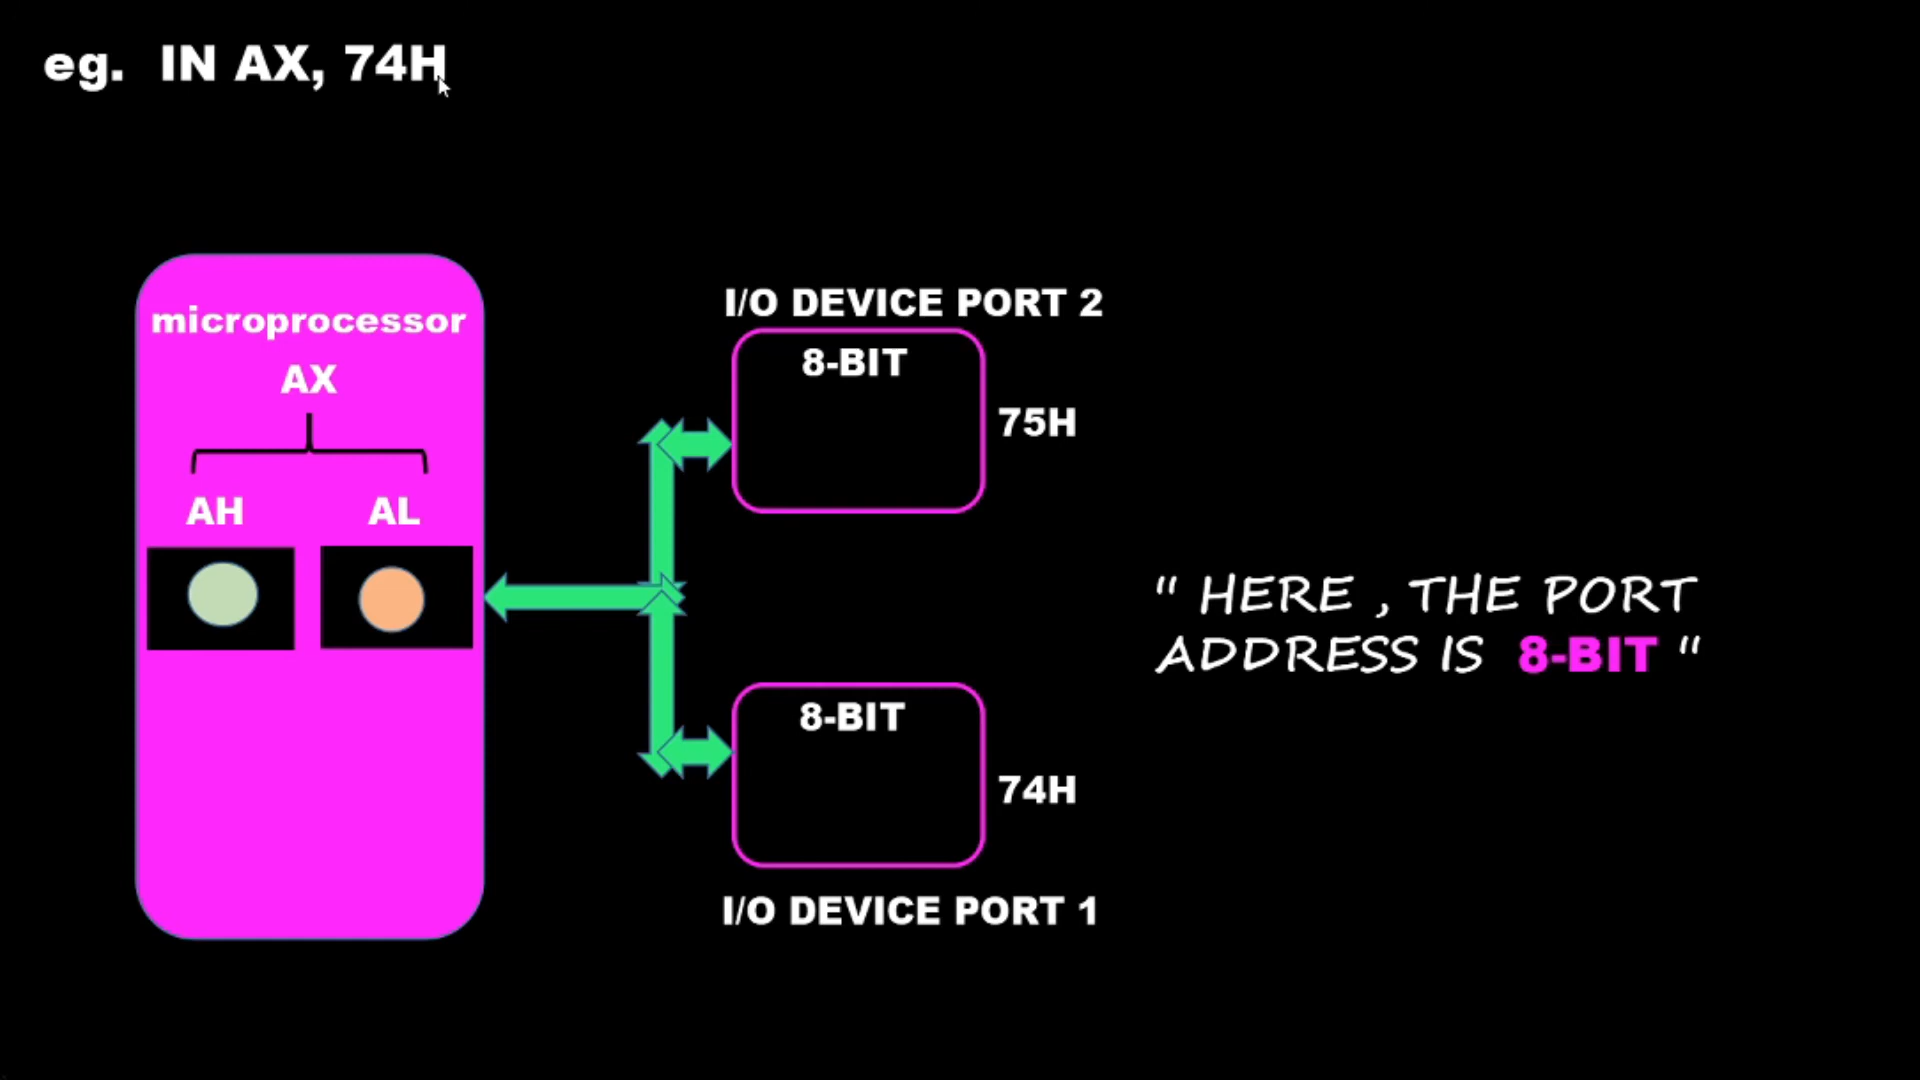 eg. IN AX, 74H
microprocessor
AX
AH AL
I/O DEVICE PORT 2
8-BIT
75H
8-BIT
74H
I/O DEVICE PORT 1
" HERE , THE PORT
ADDRESS IS 8-BIT "